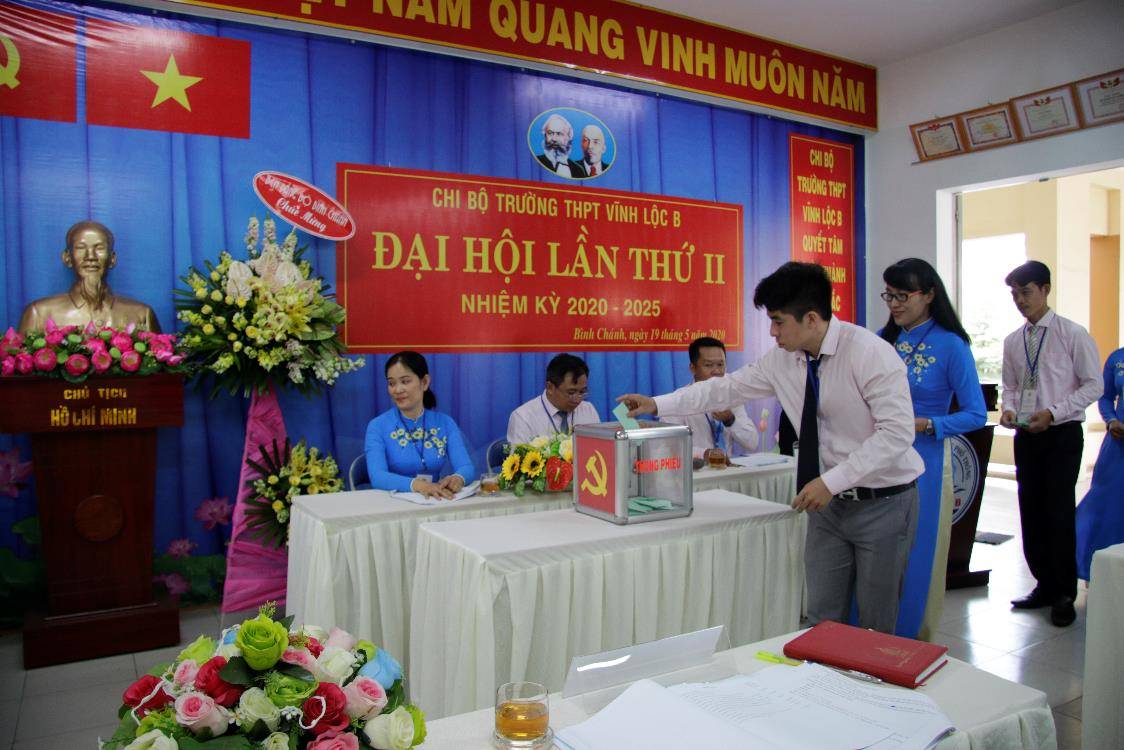 NAM QUANG VINH MUÔN NĂM
CHI BỘ TRƯỜNG THPT VĨNH LỘC B
ĐẠI HỘI LẦN THỨ II
NHIỆM KỲ 2020 - 2025
Bình Chánh, ngày 19 tháng 5 năm 2020
CHI BỘ
TRƯỜNG THPT
VĨNH LỘC B
QUYẾT TÂM
Chúc Mừng
CHỦ TỊCH
HỒ CHÍ MINH
THÙNG PHIẾU